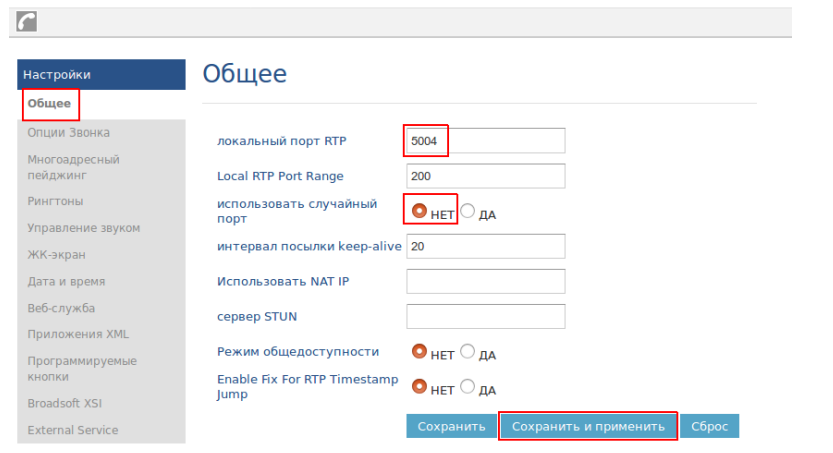 Настройки
Общее
Общее
Опции Звонка
Многоадресный
пейджинг
Рингтоны
Управление звуком
ЖК-экран
Дата и время
Веб-служба
Приложения XML
Программируемые
кнопки
Broadsoft XSI
External Service
локальный порт RTP 5004
Local RTP Port Range 200
использовать случайный
порт НЕТ ДА
интервал посылки keep-alive 20
Использовать NAT IP
сервер STUN
Режим общедоступности НЕТ ДА
Enable Fix For RTP Timestamp
Jump НЕТ ДА
Сохранить Сохранить и применить Сброс